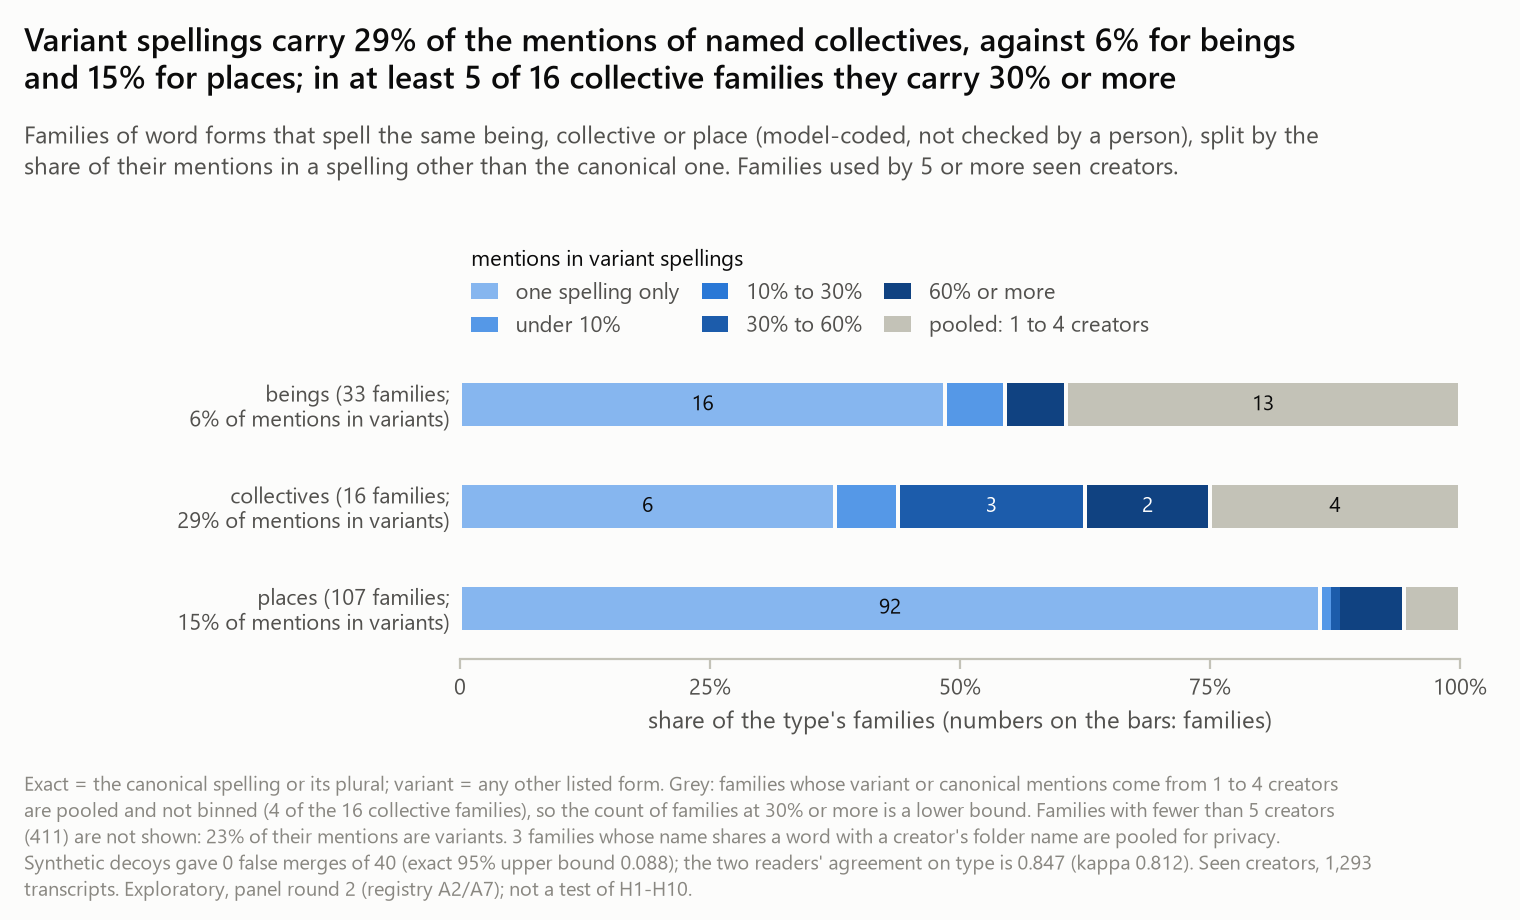 Variant spellings carry 29% of the mentions of named collectives, against 6% for beings
and 15% for places; in at least 5 of 16 collective families they carry 30% or more
Families of word forms that spell the same being, collective or place (model-coded, not checked by a person), split by the
share of their mentions in a spelling other than the canonical one. Families used by 5 or more seen creators.
mentions in variant spellings
one spelling only
10% to 30%
60% or more
under 10%
30% to 60%
pooled: 1 to 4 creators
beings (33 families;
6% of mentions in variants)
16
13
collectives (16 families;
29% of mentions in variants)
6
3
2
4
places (107 families;
15% of mentions in variants)
92
0
25%
50%
75%
100%
share of the type's families (numbers on the bars: families)
Exact = the canonical spelling or its plural; variant = any other listed form. Grey: families whose variant or canonical mentions come from 1 to 4 creators
are pooled and not binned (4 of the 16 collective families), so the count of families at 30% or more is a lower bound. Families with fewer than 5 creators
(411) are not shown: 23% of their mentions are variants. 3 families whose name shares a word with a creator's folder name are pooled for privacy.
Synthetic decoys gave 0 false merges of 40 (exact 95% upper bound 0.088); the two readers' agreement on type is 0.847 (kappa 0.812). Seen creators, 1,293
transcripts. Exploratory, panel round 2 (registry A2/A7); not a test of H1-H10.